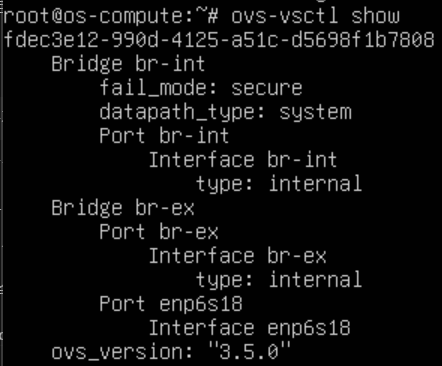 root@os-compute:~# ovs-vsctl show
fdec3e12-990d-4125-a51c-d5698f1b7808
    Bridge br-int
        fail_mode: secure
        datapath_type: system
        Port br-int
            Interface br-int
                type: internal
    Bridge br-ex
        Port br-ex
            Interface br-ex
                type: internal
        Port enp6s18
            Interface enp6s18
    ovs_version: "3.5.0"